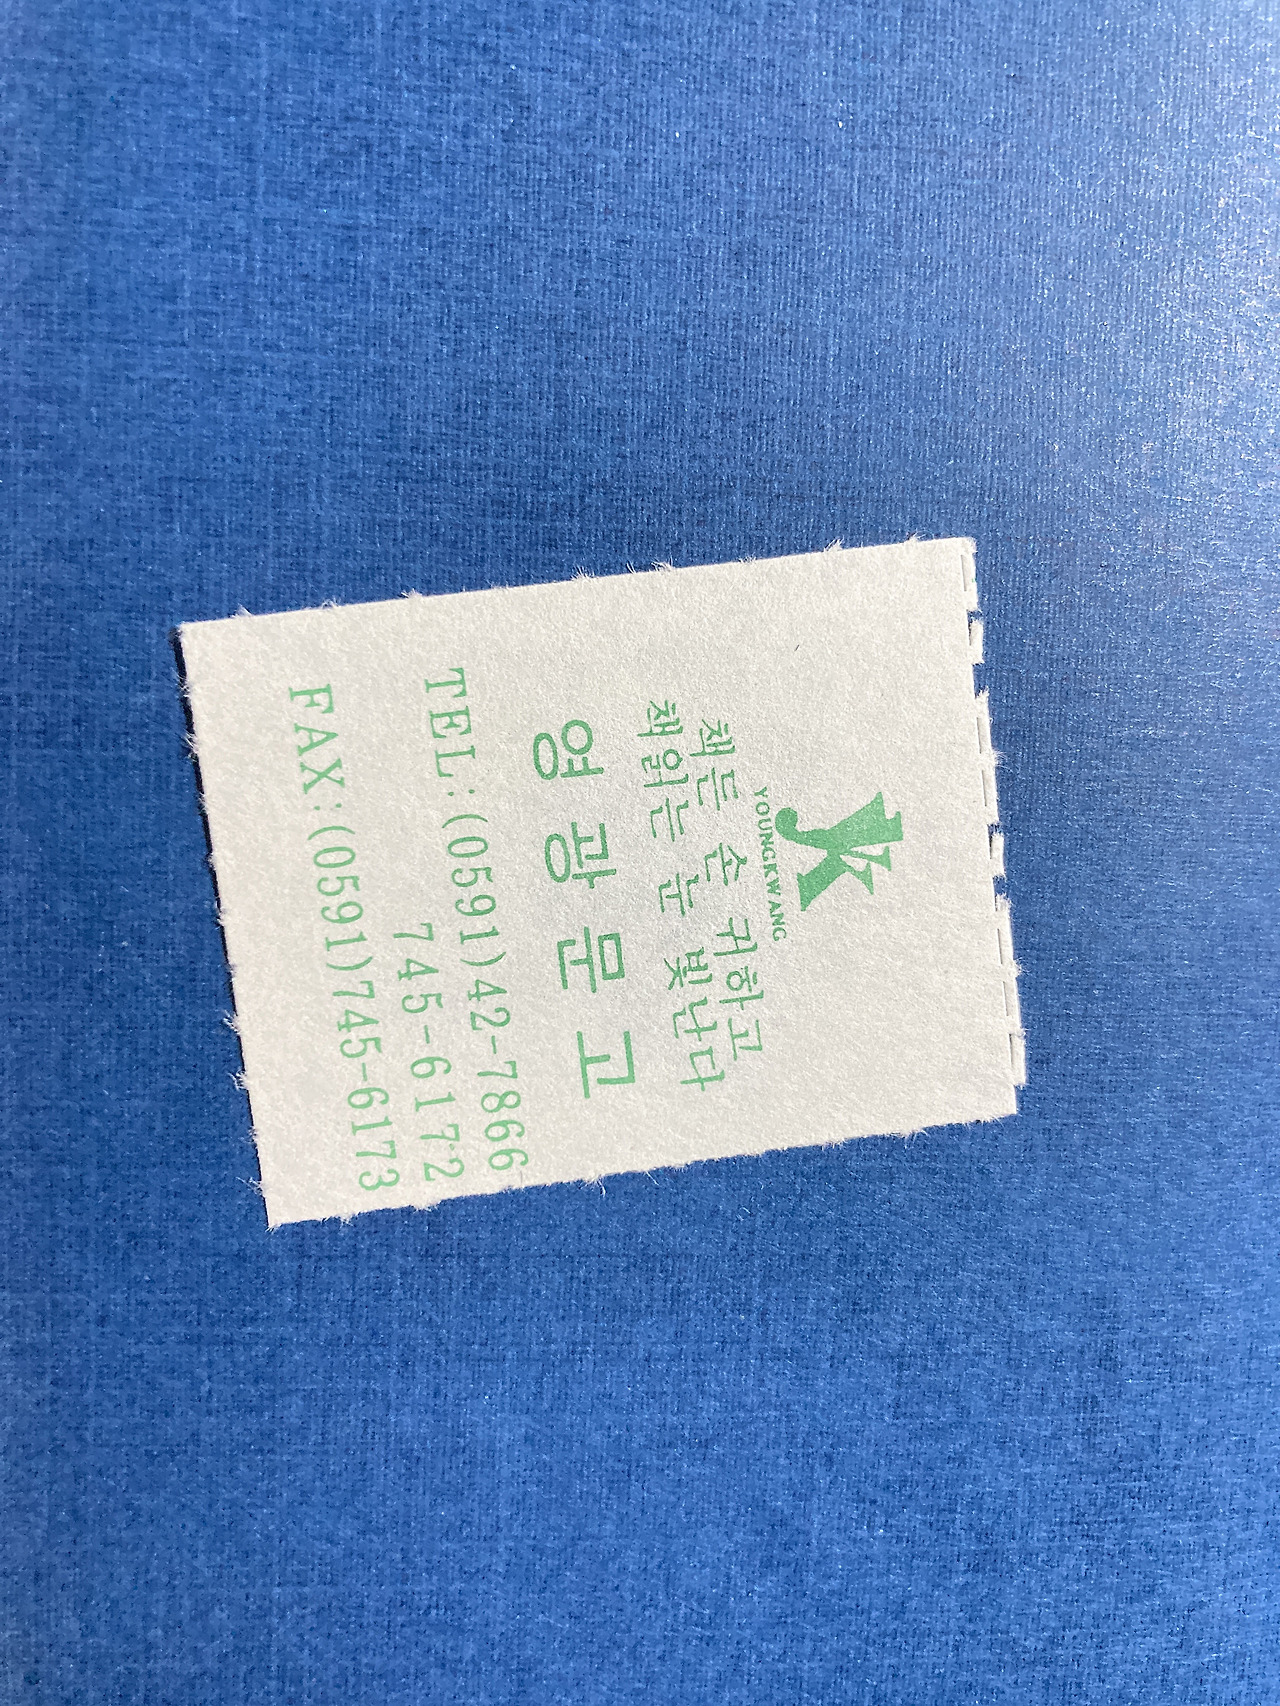 yk
YOUNGKWANG
책든 손 귀하고
책읽는 눈 빛난다
영광문고
TEL:(0591)42-7866
745-6172
FAX:(0591)745-6173